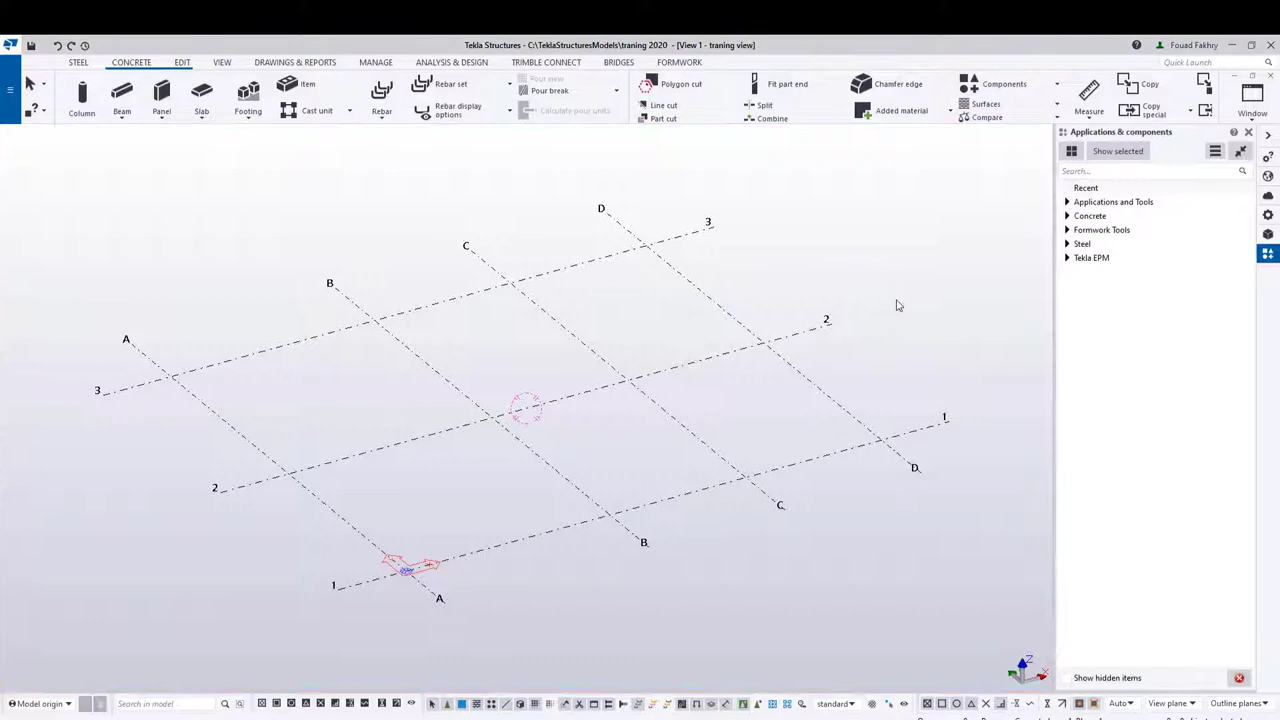 Tekla Structures - C:\TeklaStructuresModels\traning 2020 - [View 1 - traning view]
Fouad Fakhry
STEEL CONCRETE EDIT VIEW DRAWINGS & REPORTS MANAGE ANALYSIS & DESIGN TRIMBLE CONNECT BRIDGES FORMWORK
Quick Launch
Column
Beam
Panel
Slab
Footing
Item
Cast unit
Rebar
Rebar set
Rebar display options
Pour view
Pour break
Calculate pour units
Polygon cut
Line cut
Part cut
Fit part end
Split
Combine
Chamfer edge
Added material
Components
Surfaces
Compare
Measure
Copy
Copy special
Window
Applications & components
Show selected
Search...
Recent
Applications and Tools
Concrete
Formwork Tools
Steel
Tekla EPM
Show hidden items
D
3
C
B
A
3
2
2
1
D
C
B
1
A
Z
Model origin
Search in model
standard
Auto
View plane
Outline planes